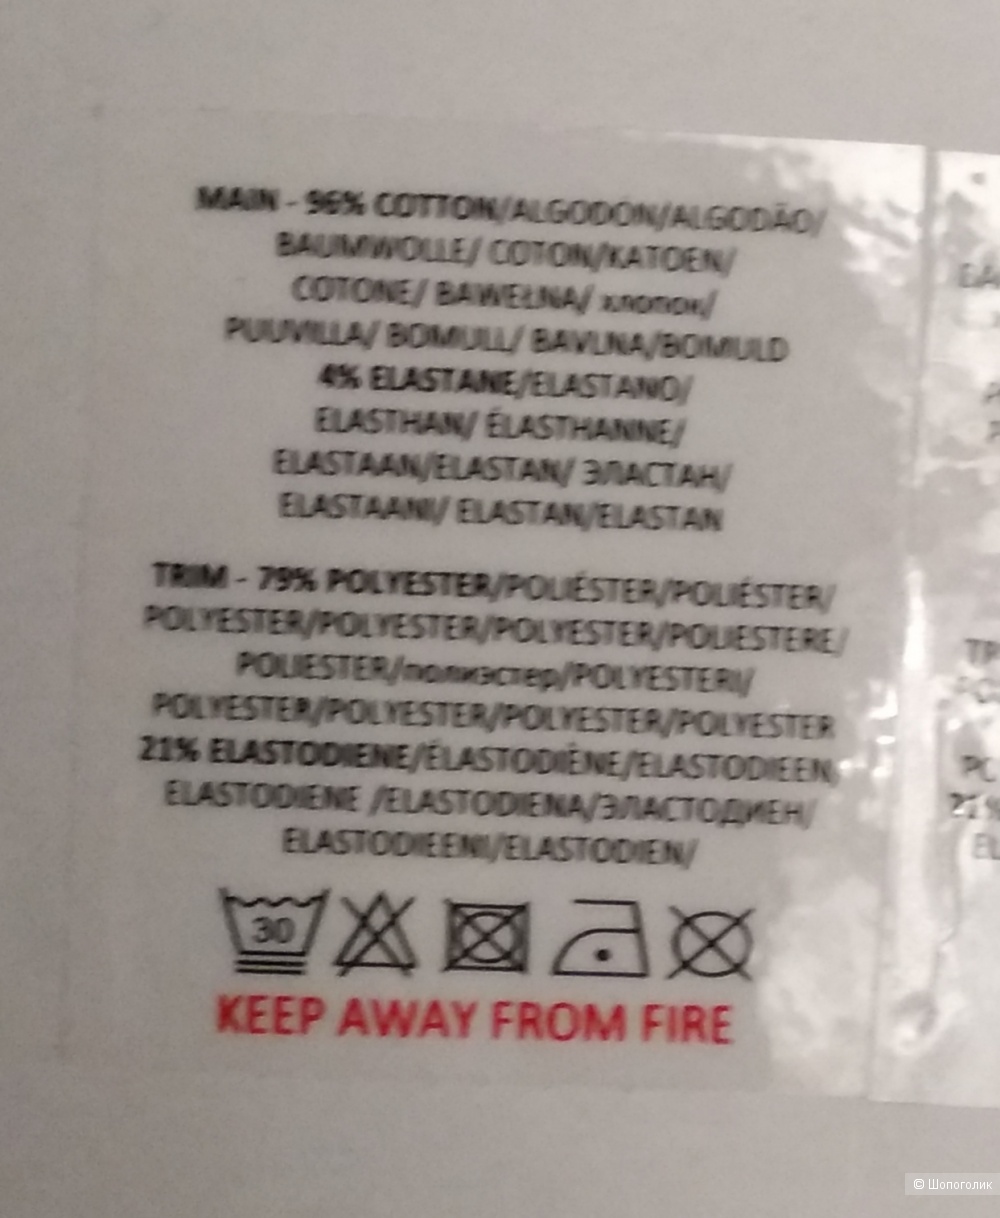 MAIN - 96% COTTON/ALGODON/ALGODÃO/
BAUMWOLLE/ COTON/KATOEN/
COTONE/ BAWEŁNA/ хлопок/
PUUVILLA/ BOMULL/ BAVLNA/BOMULD
4% ELASTANE/ELASTANO/
ELASTHAN/ ÉLASTHANNE/
ELASTAAN/ELASTAN/ ЭЛАСТАН/
ELASTAANI/ ELASTAN/ELASTAN
TRIM - 79% POLYESTER/POLIÉSTER/POLIÉSTER/
POLYESTER/POLYESTER/POLYESTER/POLIESTERE/
POLIESTER/полиэстер/POLYESTERI/
POLYESTER/POLYESTER/POLYESTER/POLYESTER
21% ELASTODIENE/ÉLASTODIÈNE/ELASTODIEEN/
ELASTODIENE /ELASTODIENA/ЭЛАСТОДИЕН/
ELASTODIEENI/ELASTODIEN/
30
KEEP AWAY FROM FIRE
21%
© Шопоголик